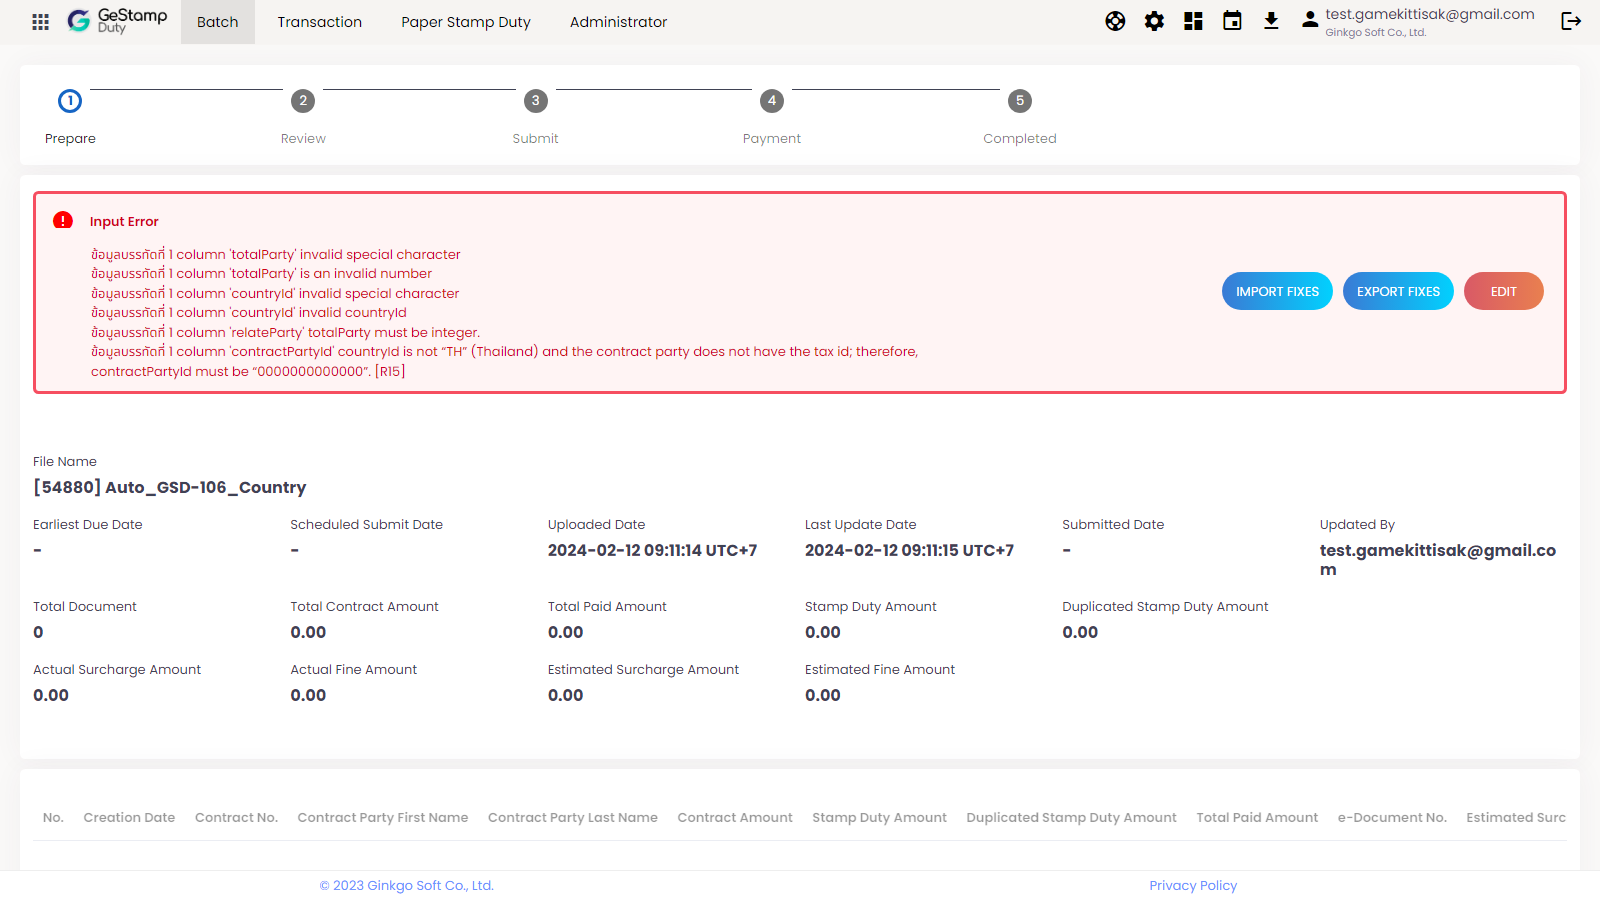 GeStamp
Duty
Batch
Transaction
Paper Stamp Duty
Administrator
test.gamekittisak@gmail.com
Ginkgo Soft Co., Ltd.
1
2
3
4
5
Prepare
Review
Submit
Payment
Completed
Input Error
ข้อมูลบรรทัดที่ 1 column 'totalParty' invalid special character
ข้อมูลบรรทัดที่ 1 column 'totalParty' is an invalid number
ข้อมูลบรรทัดที่ 1 column 'countryId' invalid special character
ข้อมูลบรรทัดที่ 1 column 'countryId' invalid countryId
ข้อมูลบรรทัดที่ 1 column 'relateParty' totalParty must be integer.
ข้อมูลบรรทัดที่ 1 column 'contractPartyId' countryId is not “TH” (Thailand) and the contract party does not have the tax id; therefore,
contractPartyId must be “0000000000000”. [R15]
IMPORT FIXES
EXPORT FIXES
EDIT
File Name
[54880] Auto_GSD-106_Country
Earliest Due Date
Scheduled Submit Date
Uploaded Date
Last Update Date
Submitted Date
Updated By
-
-
2024-02-12 09:11:14 UTC+7
2024-02-12 09:11:15 UTC+7
-
test.gamekittisak@gmail.co
m
Total Document
Total Contract Amount
Total Paid Amount
Stamp Duty Amount
Duplicated Stamp Duty Amount
0
0.00
0.00
0.00
0.00
Actual Surcharge Amount
Actual Fine Amount
Estimated Surcharge Amount
Estimated Fine Amount
0.00
0.00
0.00
0.00
No.
Creation Date
Contract No.
Contract Party First Name
Contract Party Last Name
Contract Amount
Stamp Duty Amount
Duplicated Stamp Duty Amount
Total Paid Amount
e-Document No.
Estimated Surc
© 2023 Ginkgo Soft Co., Ltd.
Privacy Policy